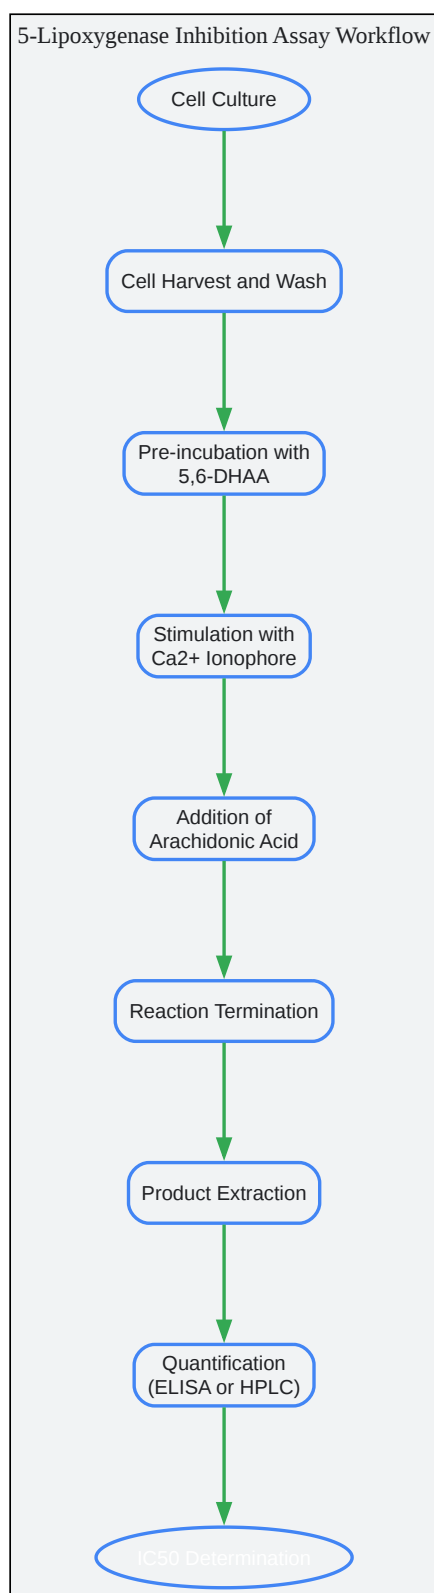 5-Lipoxygenase Inhibition Assay Workflow
Cell Culture
Cell Harvest and Wash
Pre-incubation with
5,6-DHAA
Stimulation with
Ca2+ Ionophore
Addition of
Arachidonic Acid
Reaction Termination
Product Extraction
Quantification
(ELISA or HPLC)
IC50 Determination